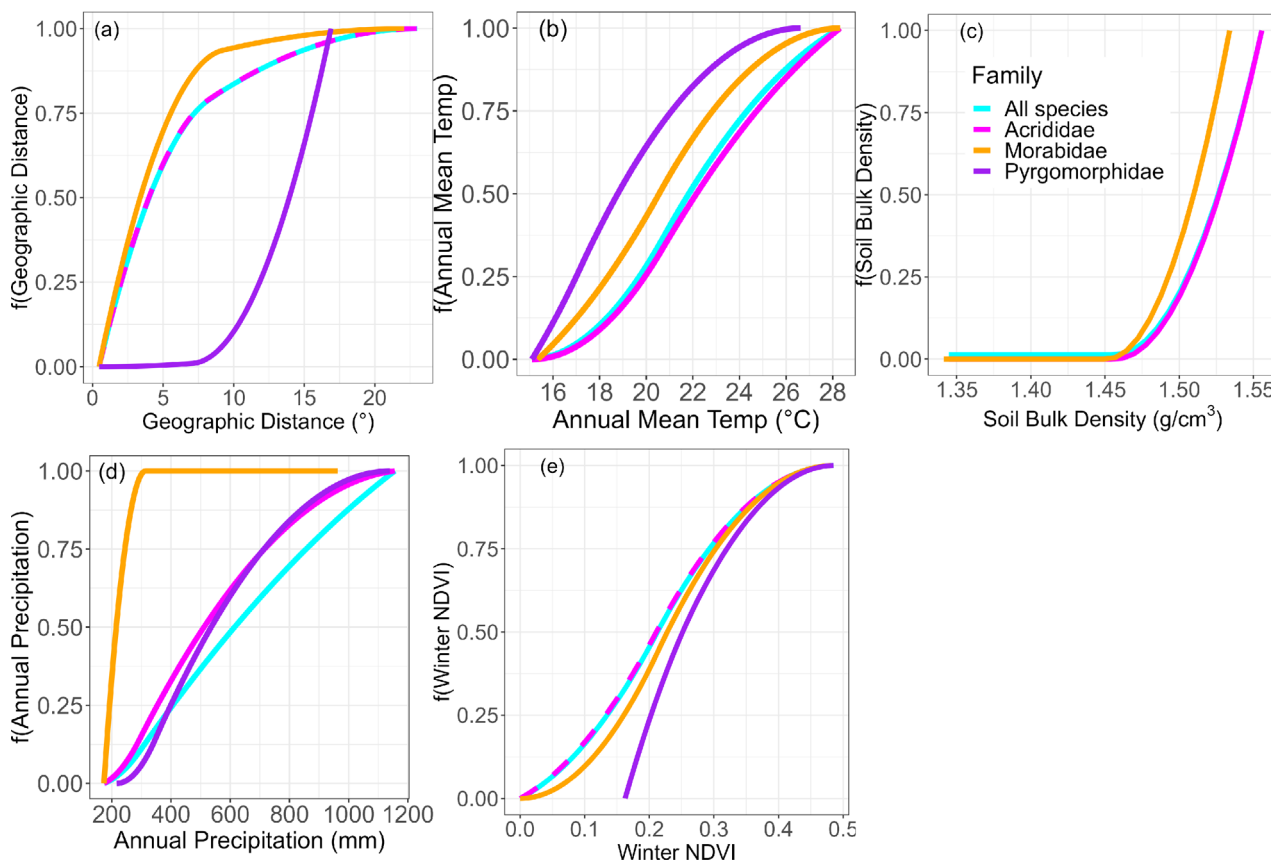 (a)
f(Geographic Distance)
1.00
0.75
0.50
0.25
0.00
0
5
10
15
20
Geographic Distance (°)
(b)
f(Annual Mean Temp)
1.00
0.75
0.50
0.25
0.00
16
18
20
22
24
26
28
Annual Mean Temp (°C)
(c)
f(Soil Bulk Density)
1.00
0.75
0.50
0.25
0.00
Family
All species
Acrididae
Morabidae
Pyrgomorphidae
1.35
1.40
1.45
1.50
1.55
Soil Bulk Density (g/cm³)
(d)
f(Annual Precipitation)
1.00
0.75
0.50
0.25
0.00
200
400
600
800
1000
1200
Annual Precipitation (mm)
(e)
f(Winter NDVI)
1.00
0.75
0.50
0.25
0.00
0.0
0.1
0.2
0.3
0.4
0.5
Winter NDVI